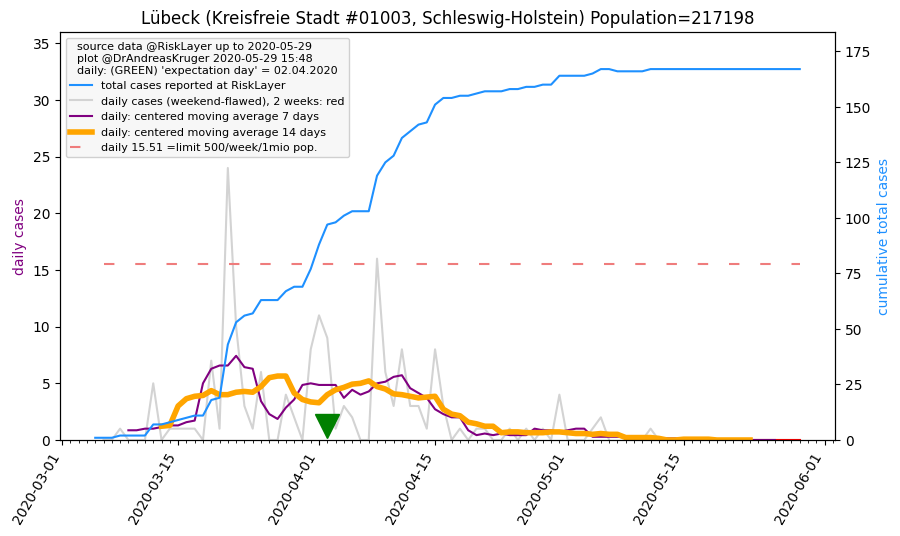 Lübeck (Kreisfreie Stadt #01003, Schleswig-Holstein) Population=217198
source data @RiskLayer up to 2020-05-29
plot @DrAndreasKruger 2020-05-29 15:48
daily: (GREEN) 'expectation day' = 02.04.2020
total cases reported at RiskLayer
daily cases (weekend-flawed), 2 weeks: red
daily: centered moving average 7 days
daily: centered moving average 14 days
daily 15.51 =limit 500/week/1mio pop.
daily cases
35
30
25
20
15
10
5
0
175
150
125
100
75
50
25
0
cumulative total cases
2020-03-01
2020-03-15
2020-04-01
2020-04-15
2020-05-01
2020-05-15
2020-06-01